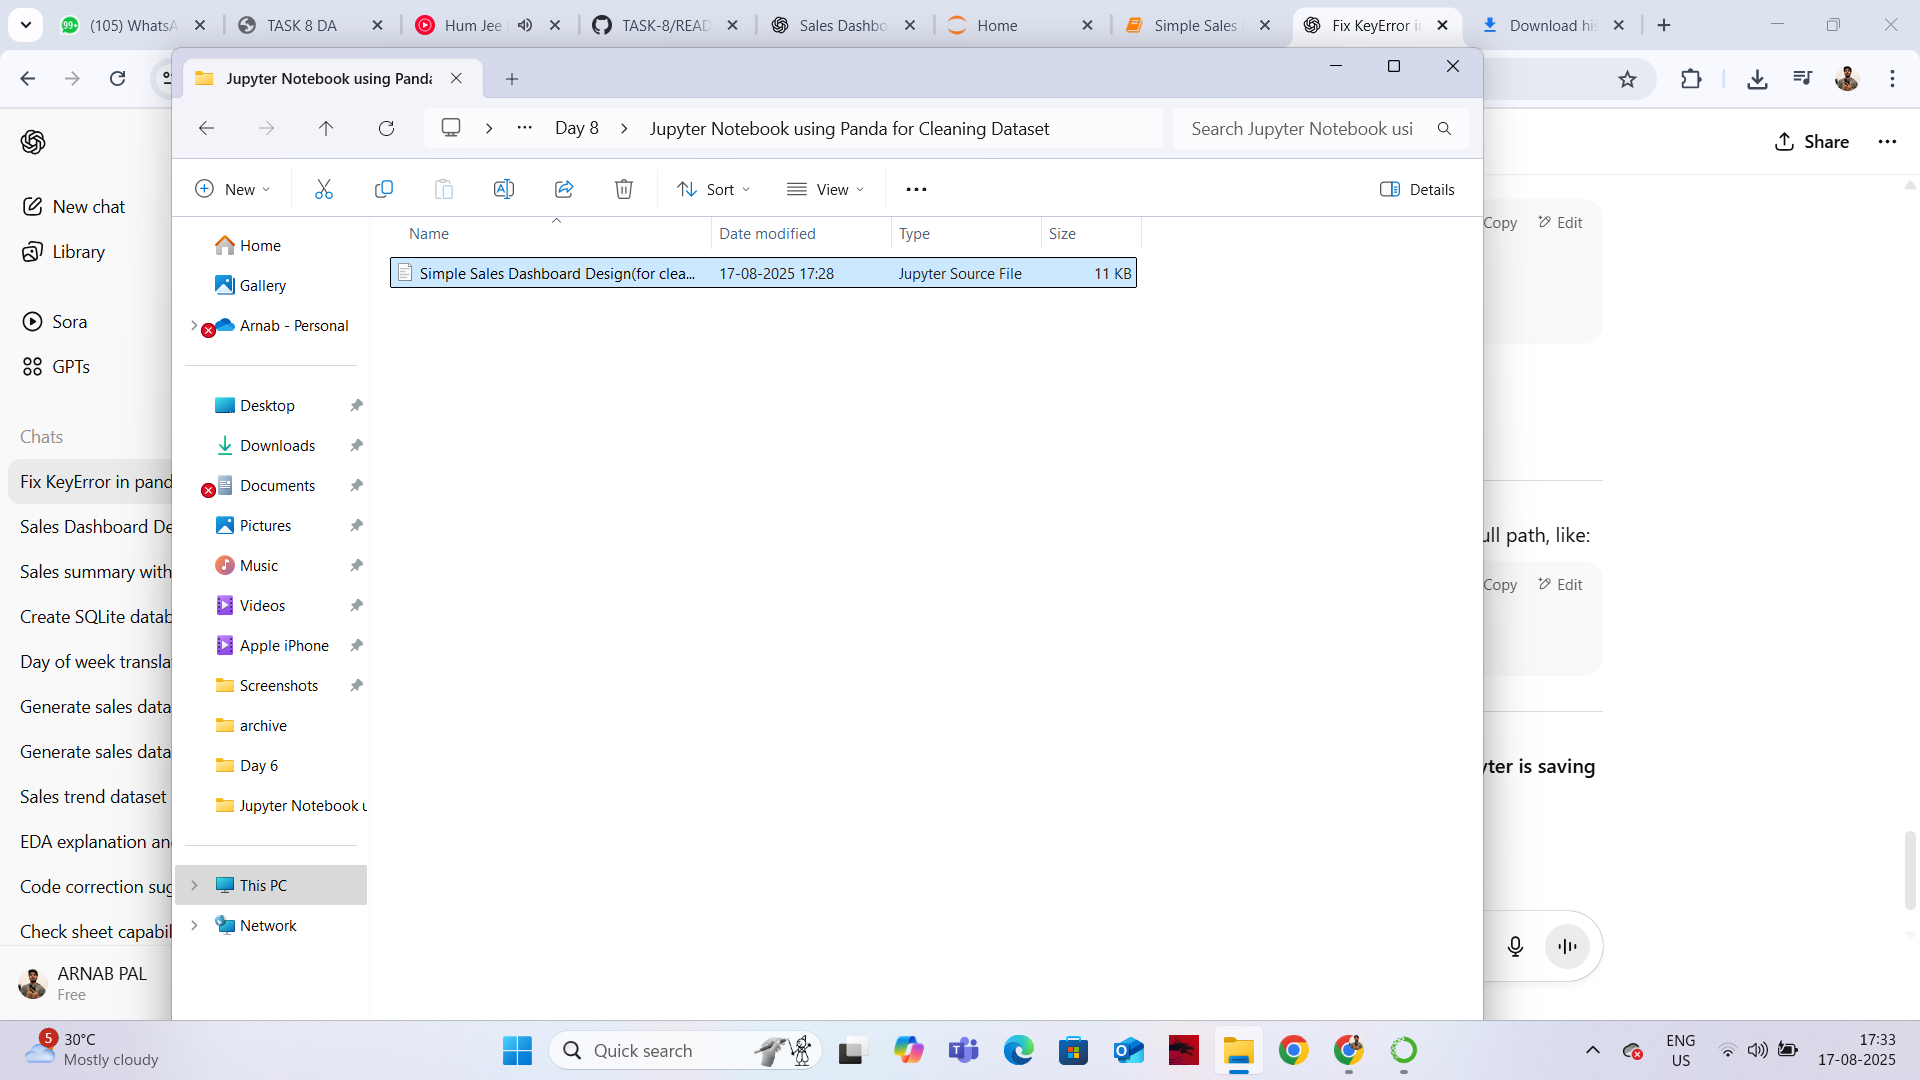 (105) WhatsA
TASK 8 DA
Hum Jee
TASK-8/READ
Sales Dashbo
Home
Simple Sales
Fix KeyError i
Download his
Jupyter Notebook using Panda
Day 8
Jupyter Notebook using Panda for Cleaning Dataset
Search Jupyter Notebook usi
Share
New
Sort
View
Details
New chat
Library
Sora
GPTs
Chats
Fix KeyError in pand
Sales Dashboard De
Sales summary with
Create SQLite datab
Day of week transla
Generate sales data
Generate sales data
Sales trend dataset
EDA explanation an
Code correction sug
Check sheet capabil
ARNAB PAL
Free
Home
Gallery
Arnab - Personal
Desktop
Downloads
Documents
Pictures
Music
Videos
Apple iPhone
Screenshots
archive
Day 6
Jupyter Notebook u
This PC
Network
Name Date modified Type Size
Simple Sales Dashboard Design(for clea... 17-08-2025 17:28 Jupyter Source File 11 KB
Copy Edit
ull path, like:
Copy Edit
yter is saving
5
30°C
Mostly cloudy
Quick search
ENG
US
17:33
17-08-2025